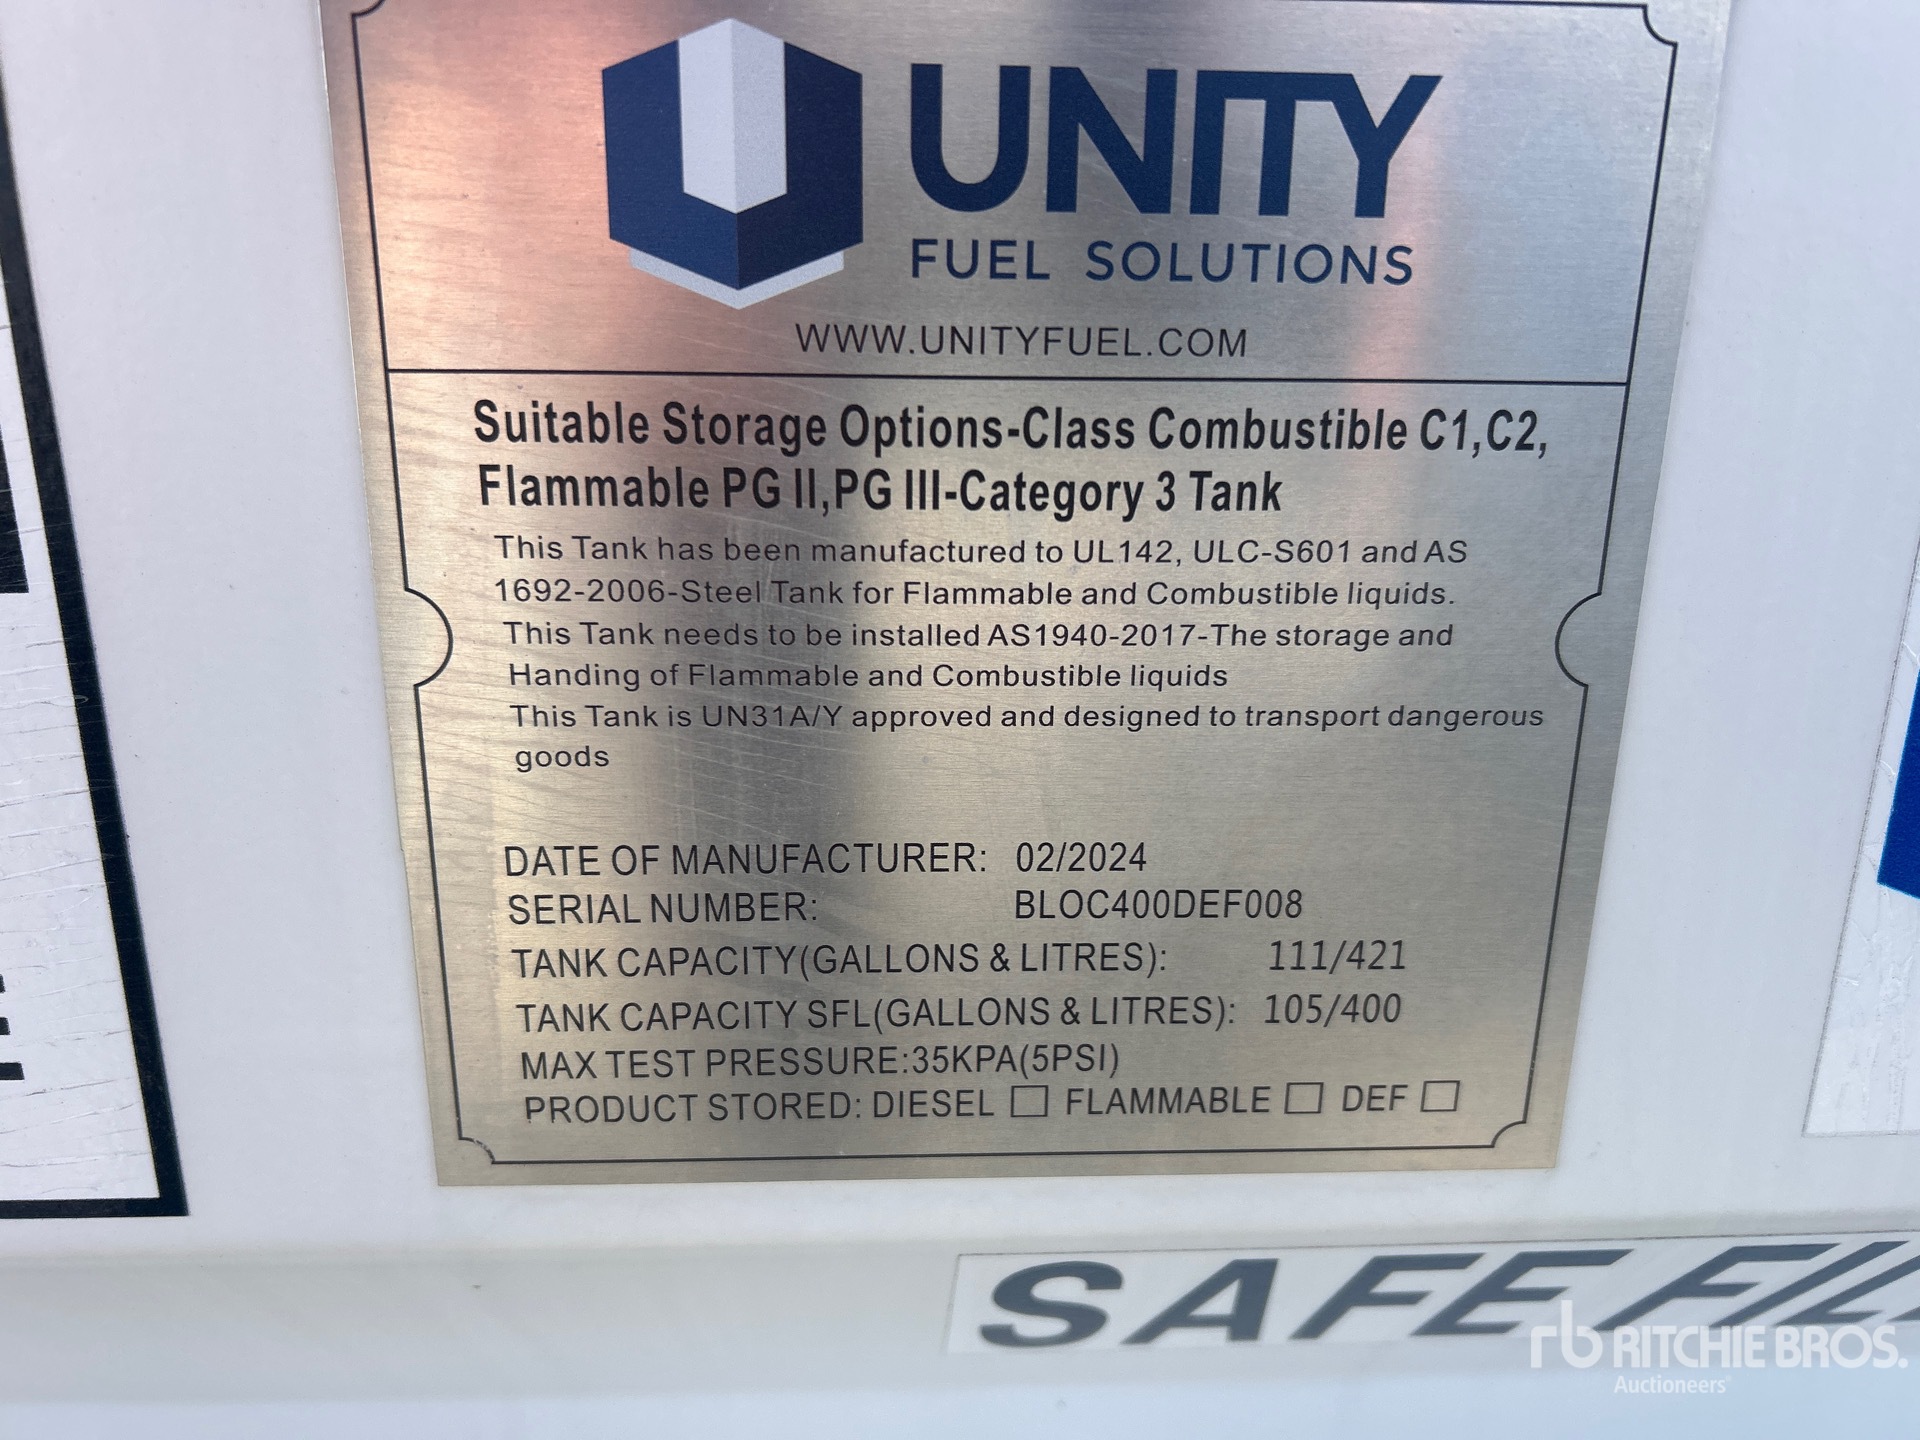 UNITY
FUEL SOLUTIONS
WWW.UNITYFUEL.COM
Suitable Storage Options-Class Combustible C1,C2,
Flammable PG II,PG III-Category 3 Tank
This Tank has been manufactured to UL142, ULC-S601 and AS
1692-2006-Steel Tank for Flammable and Combustible liquids.
This Tank needs to be installed AS1940-2017-The storage and
Handing of Flammable and Combustible liquids
This Tank is UN31A/Y approved and designed to transport dangerous
goods
DATE OF MANUFACTURER: 02/2024
SERIAL NUMBER: BLOC400DEF008
TANK CAPACITY(GALLONS & LITRES): 111/421
TANK CAPACITY SFL(GALLONS & LITRES): 105/400
MAX TEST PRESSURE:35KPA(5PSI)
PRODUCT STORED: DIESEL □ FLAMMABLE □ DEF □
SAFE FILL
rb RITCHIE BROS.
Auctioneers